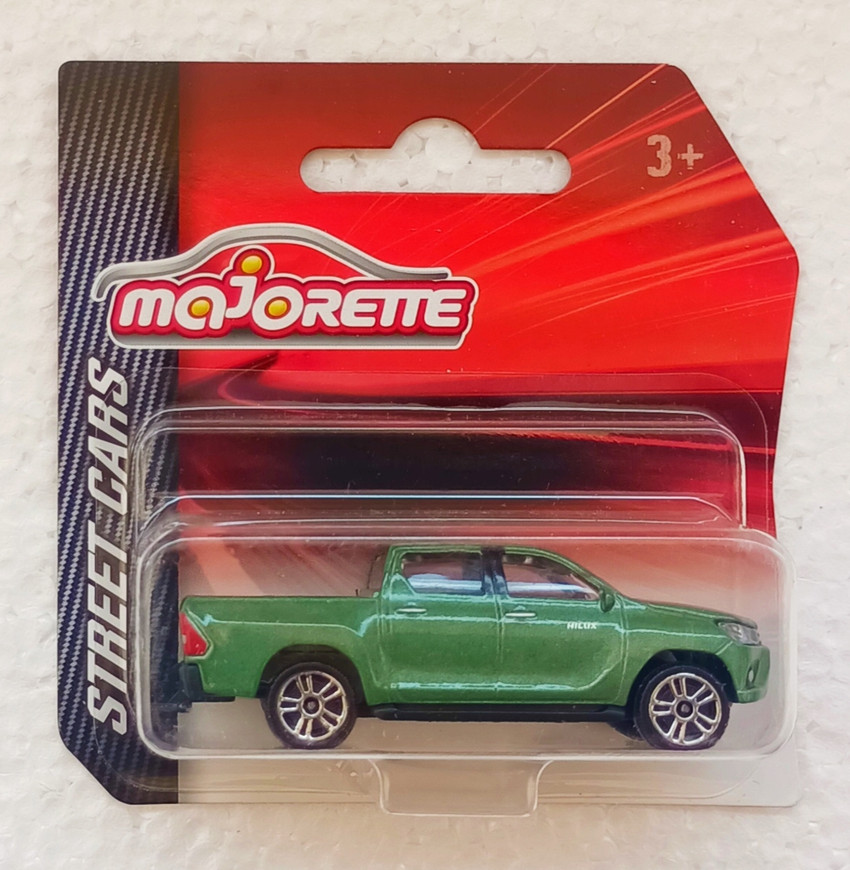 3+
MAJORETTE
STREET CARS
HILUX